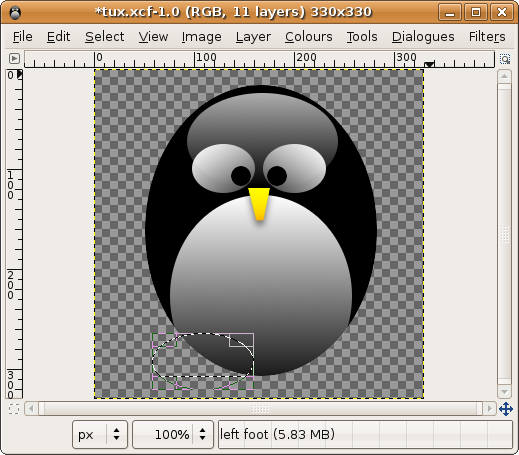 *tux.xcf-1.0 (RGB, 11 layers) 330x330
File Edit Select View Image Layer Colours Tools Dialogues Filters
0 100 200 300
0
100
200
300
px 100% left foot (5.83 MB)